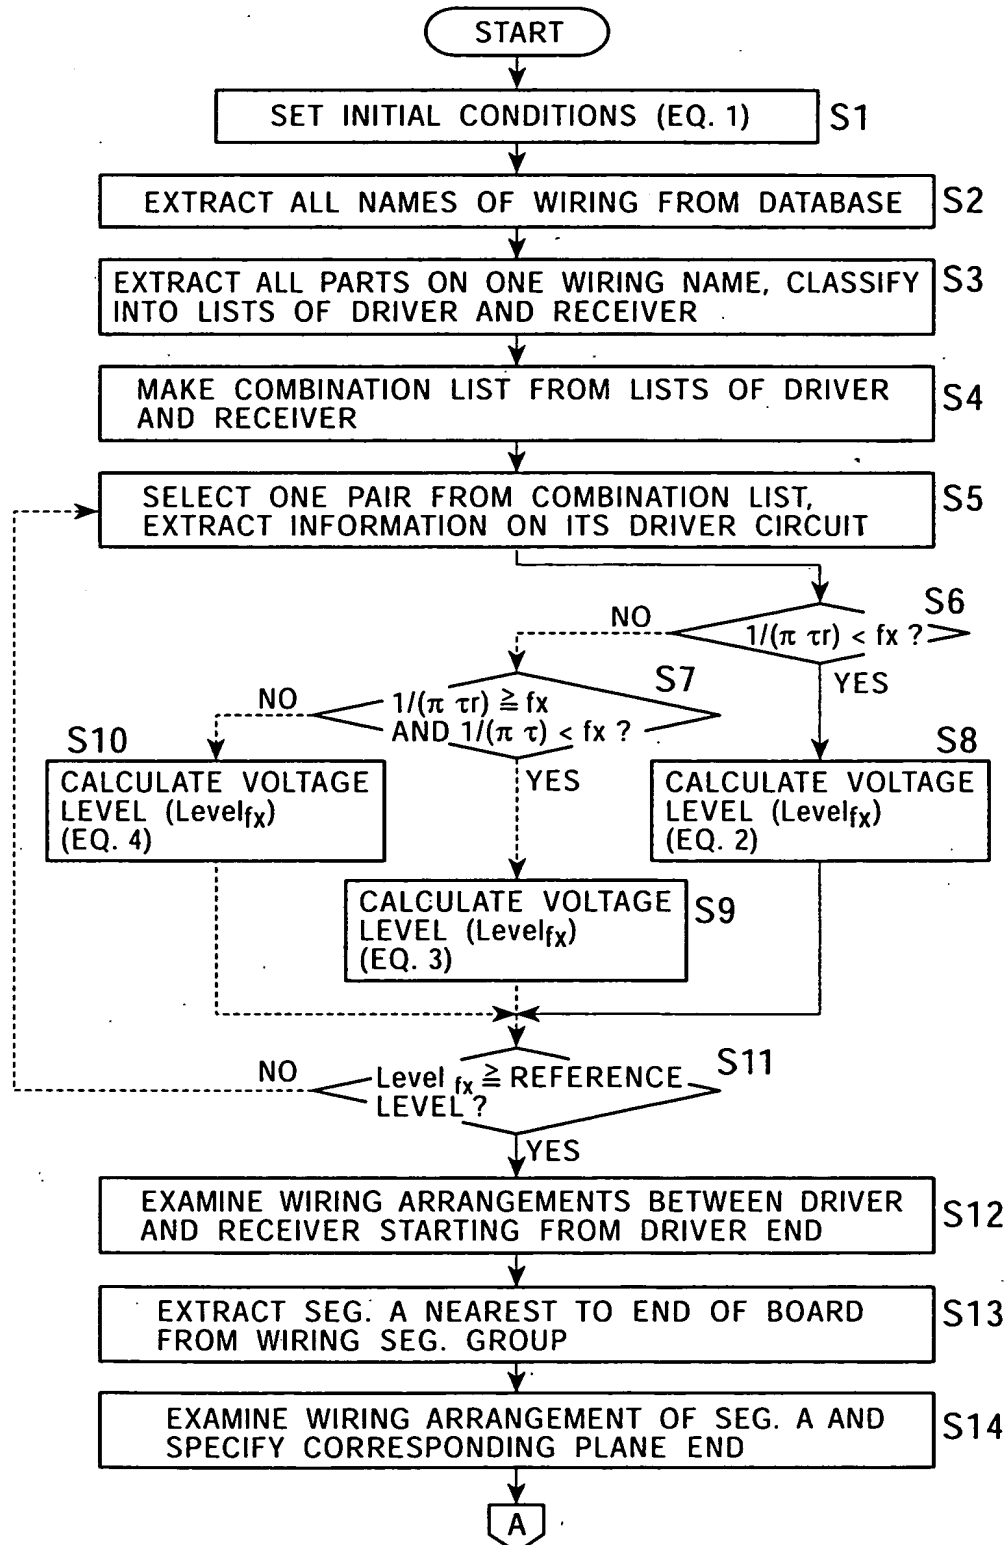 START
SET INITIAL CONDITIONS (EQ. 1)
S1
EXTRACT ALL NAMES OF WIRING FROM DATABASE
S2
EXTRACT ALL PARTS ON ONE WIRING NAME, CLASSIFY
INTO LISTS OF DRIVER AND RECEIVER
S3
MAKE COMBINATION LIST FROM LISTS OF DRIVER
AND RECEIVER
S4
SELECT ONE PAIR FROM COMBINATION LIST,
EXTRACT INFORMATION ON ITS DRIVER CIRCUIT
S5
S6
NO
1/(π τr) < fx ?
YES
S7
NO
1/(π τr) ≧ fx
AND 1/(π τ) < fx ?
YES
S10
CALCULATE VOLTAGE
LEVEL (Levelfx)
(EQ. 4)
S8
CALCULATE VOLTAGE
LEVEL (Levelfx)
(EQ. 2)
CALCULATE VOLTAGE
LEVEL (Levelfx)
(EQ. 3)
S9
S11
NO
Level fx ≧ REFERENCE
LEVEL ?
YES
EXAMINE WIRING ARRANGEMENTS BETWEEN DRIVER
AND RECEIVER STARTING FROM DRIVER END
S12
EXTRACT SEG. A NEAREST TO END OF BOARD
FROM WIRING SEG. GROUP
S13
EXAMINE WIRING ARRANGEMENT OF SEG. A AND
SPECIFY CORRESPONDING PLANE END
S14
A